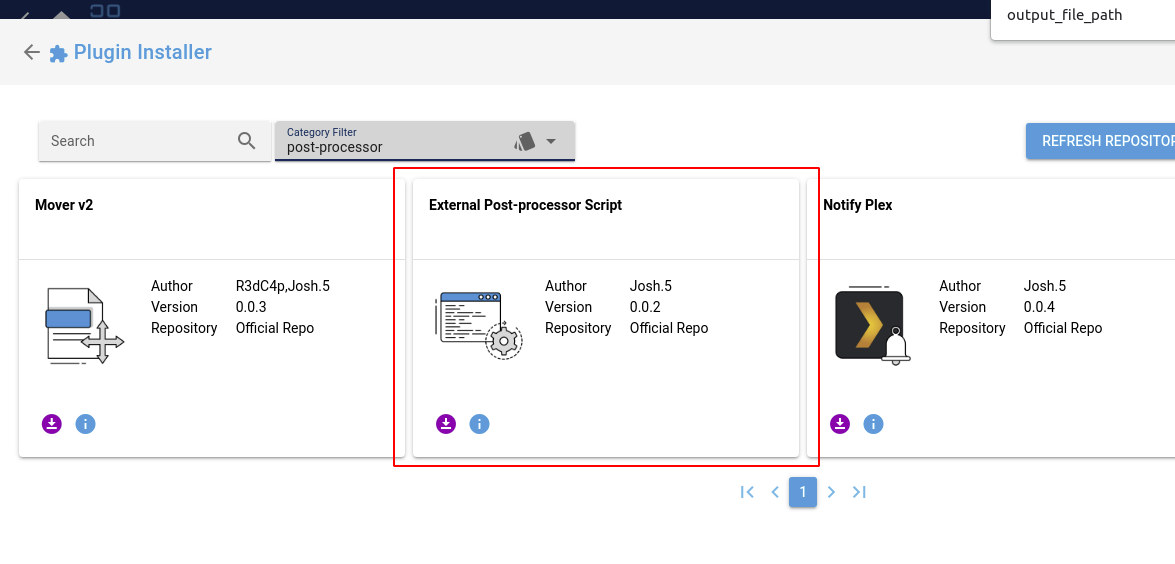 output_file_path
Plugin Installer
Search
Category Filter
post-processor
REFRESH REPOSITOR
Mover v2
Author R3dC4p,Josh.5
Version 0.0.3
Repository Official Repo
External Post-processor Script
Author Josh.5
Version 0.0.2
Repository Official Repo
Notify Plex
Author Josh.5
Version 0.0.4
Repository Official Repo
1